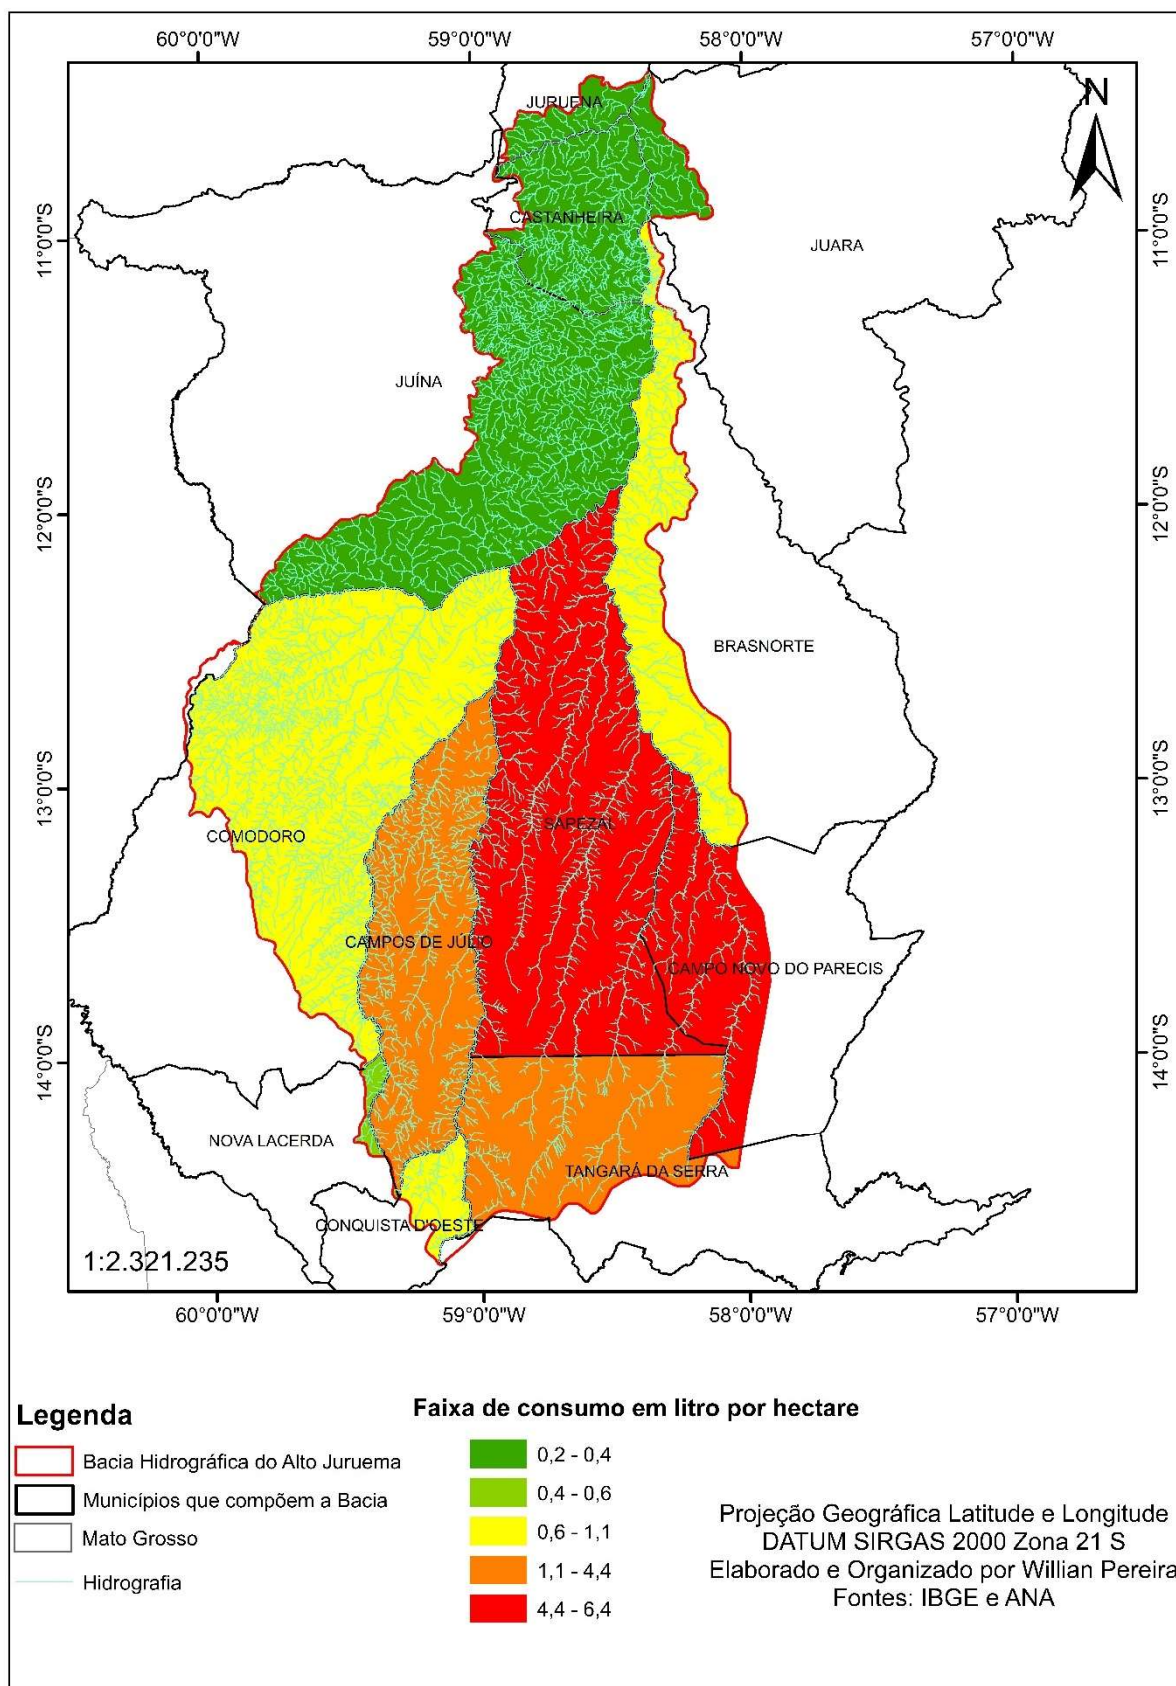 60°0'0"W
59°0'0"W
58°0'0"W
57°0'0"W
N
JURUENA
CASTANHEIRA
JUARA
11°0'0"S
11°0'0"S
JUÍNA
12°0'0"S
12°0'0"S
BRASNORTE
13°0'0"S
13°0'0"S
SAPEZAL
COMODORO
CAMPOS DE JÚLIO
CAMPO NOVO DO PARECIS
14°0'0"S
14°0'0"S
NOVA LACERDA
TANGARÁ DA SERRA
CONQUISTA D'OESTE
1:2.321.235
60°0'0"W
59°0'0"W
58°0'0"W
57°0'0"W
Legenda
Bacia Hidrográfica do Alto Juruema
Municípios que compõem a Bacia
Mato Grosso
Hidrografia
Faixa de consumo em litro por hectare
0,2 - 0,4
0,4 - 0,6
0,6 - 1,1
1,1 - 4,4
4,4 - 6,4
Projeção Geográfica Latitude e Longitude
DATUM SIRGAS 2000 Zona 21 S
Elaborado e Organizado por Willian Pereira
Fontes: IBGE e ANA